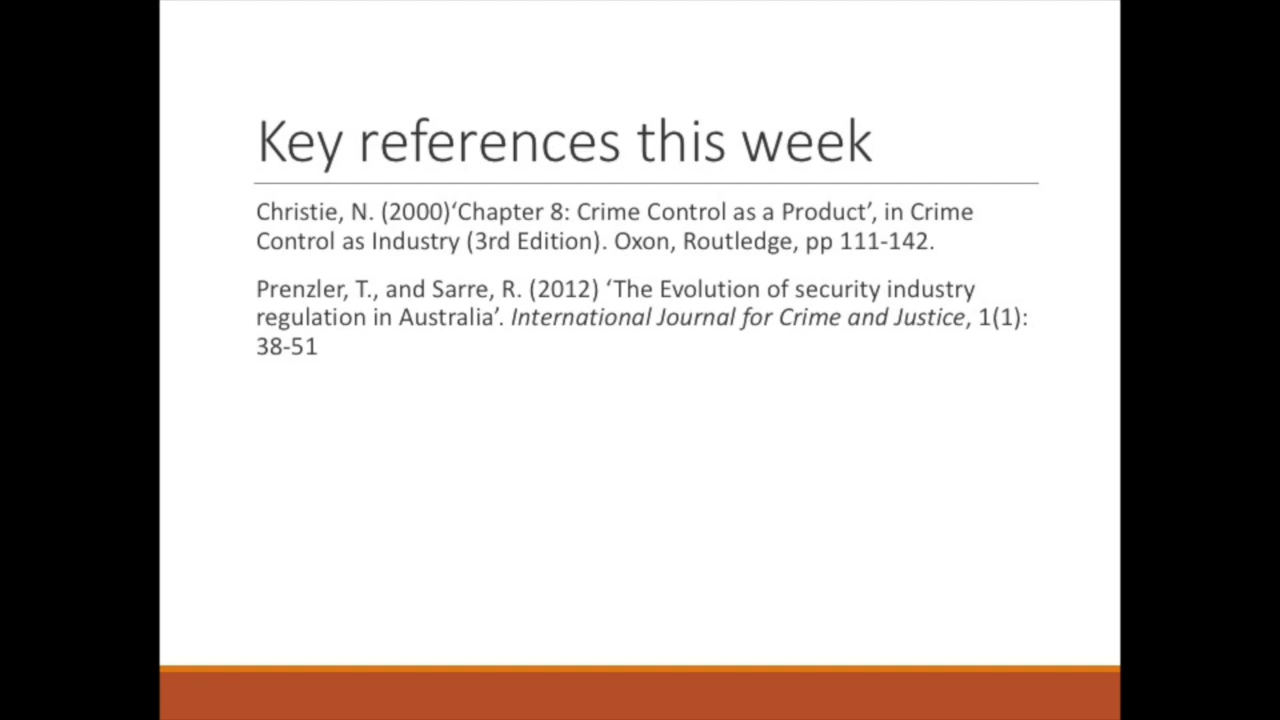 Key references this week
Christie, N. (2000)‘Chapter 8: Crime Control as a Product’, in Crime
Control as Industry (3rd Edition). Oxon, Routledge, pp 111-142.
Prenzler, T., and Sarre, R. (2012) ‘The Evolution of security industry
regulation in Australia’. International Journal for Crime and Justice, 1(1):
38-51